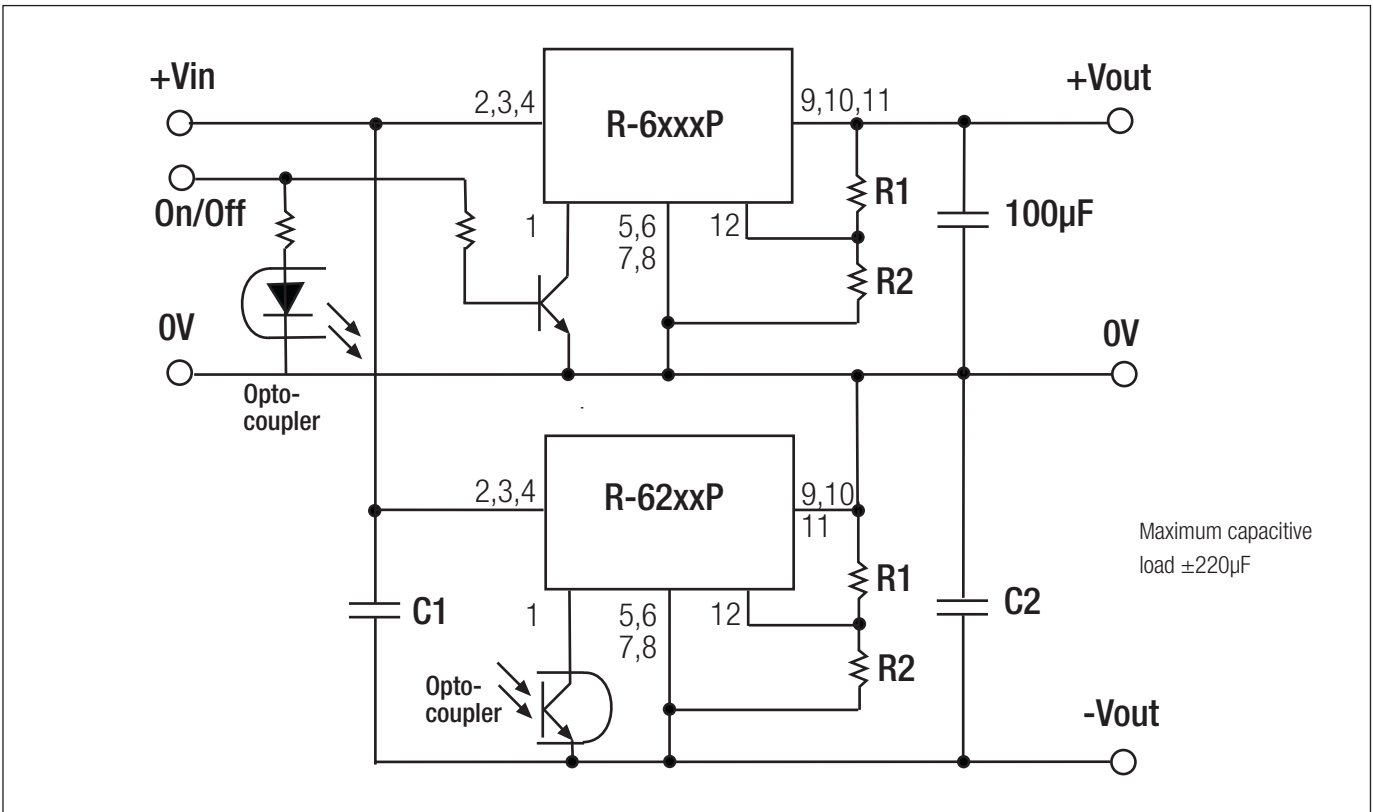 +Vin
2,3,4
R-6xxxP
9,10,11
+Vout
On/Off
1
5,6
7,8
12
R1
100µF
R2
0V
0V
Opto-
coupler
2,3,4
R-62xxP
9,10
11
Maximum capacitive
load ±220µF
C1
1
5,6
7,8
12
R1
C2
R2
Opto-
coupler
-Vout